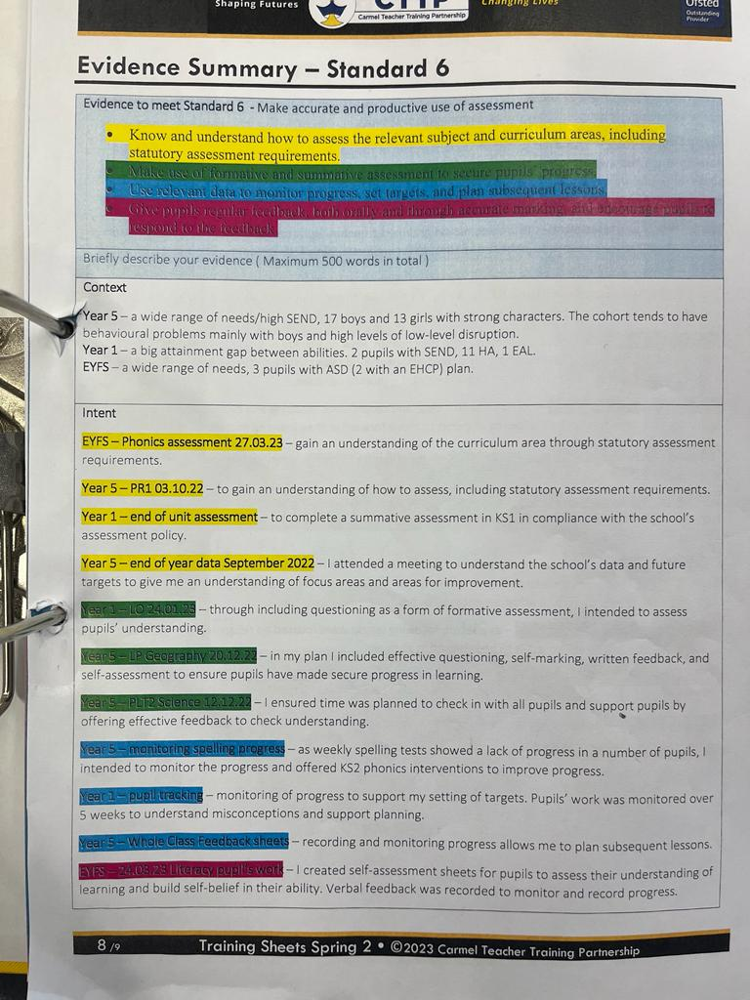 Shaping Futures
CTTP
Carmel Teacher Training Partnership
Changing Lives
Ofsted
Outstanding
Provider
Evidence Summary – Standard 6
Evidence to meet Standard 6 - Make accurate and productive use of assessment
• Know and understand how to assess the relevant subject and curriculum areas, including
statutory assessment requirements.
• Make use of formative and summative assessment to secure pupils' progress.
• Use relevant data to monitor progress, set targets, and plan subsequent lessons.
• Give pupils regular feedback, both orally and through accurate marking, and encourage pupils to
respond to the feedback.
Briefly describe your evidence ( Maximum 500 words in total )
Context
Year 5 – a wide range of needs/high SEND, 17 boys and 13 girls with strong characters. The cohort tends to have
behavioural problems mainly with boys and high levels of low-level disruption.
Year 1 – a big attainment gap between abilities. 2 pupils with SEND, 11 HA, 1 EAL.
EYFS – a wide range of needs, 3 pupils with ASD (2 with an EHCP) plan.
Intent
EYFS – Phonics assessment 27.03.23 – gain an understanding of the curriculum area through statutory assessment
requirements.
Year 5 – PR1 03.10.22 – to gain an understanding of how to assess, including statutory assessment requirements.
Year 1 – end of unit assessment – to complete a summative assessment in KS1 in compliance with the school's
assessment policy.
Year 5 – end of year data September 2022 – I attended a meeting to understand the school's data and future
targets to give me an understanding of focus areas and areas for improvement.
Year 1 – LO 24.01.23 – through including questioning as a form of formative assessment, I intended to assess
pupils' understanding.
Year 5 – LP Geography 20.12.22 – in my plan I included effective questioning, self-marking, written feedback, and
self-assessment to ensure pupils have made secure progress in learning.
Year 5 – PLT2 Science 12.12.22 – I ensured time was planned to check in with all pupils and support pupils by
offering effective feedback to check understanding.
Year 5 – monitoring spelling progress – as weekly spelling tests showed a lack of progress in a number of pupils, I
intended to monitor the progress and offered KS2 phonics interventions to improve progress.
Year 1 – pupil tracking – monitoring of progress to support my setting of targets. Pupils' work was monitored over
5 weeks to understand misconceptions and support planning.
Year 5 – Whole Class Feedback sheets – recording and monitoring progress allows me to plan subsequent lessons.
EYFS – 24.03.23 Literacy pupil's work – I created self-assessment sheets for pupils to assess their understanding of
learning and build self-belief in their ability. Verbal feedback was recorded to monitor and record progress.
8 /9 Training Sheets Spring 2 • ©2023 Carmel Teacher Training Partnership